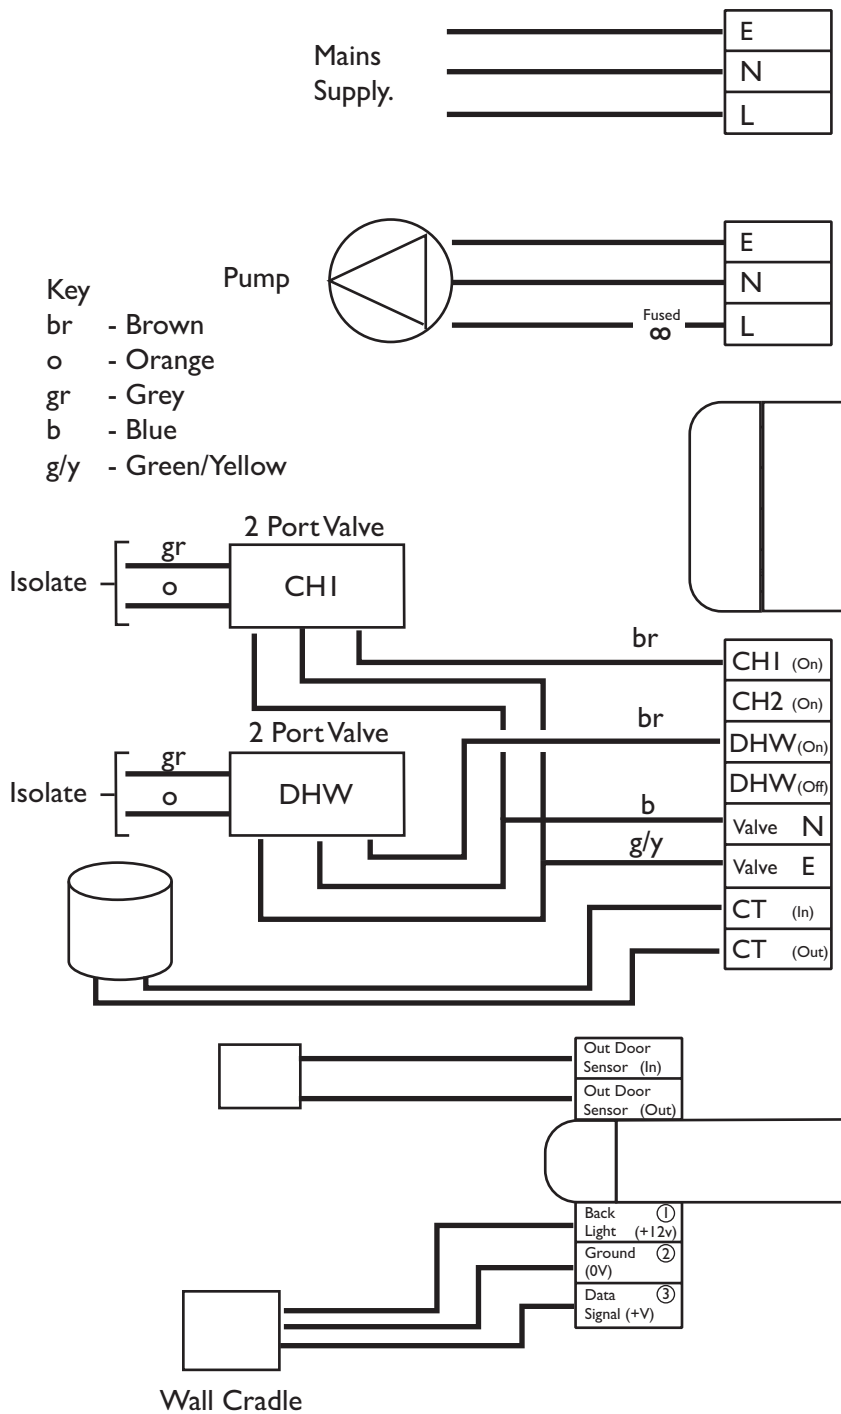 Mains
Supply.
E
N
L
Pump
E
N
Fused
L
Key
br - Brown
o - Orange
gr - Grey
b - Blue
g/y - Green/Yellow
2 Port Valve
gr
Isolate
o
CH1
br
CH1 (On)
CH2 (On)
2 Port Valve
br
DHW (On)
gr
Isolate
o
DHW
DHW (Off)
b
Valve N
g/y
Valve E
CT (In)
CT (Out)
Out Door
Sensor (In)
Out Door
Sensor (Out)
Back ①
Light (+12v)
Ground ②
(0V)
Data ③
Signal (+V)
Wall Cradle